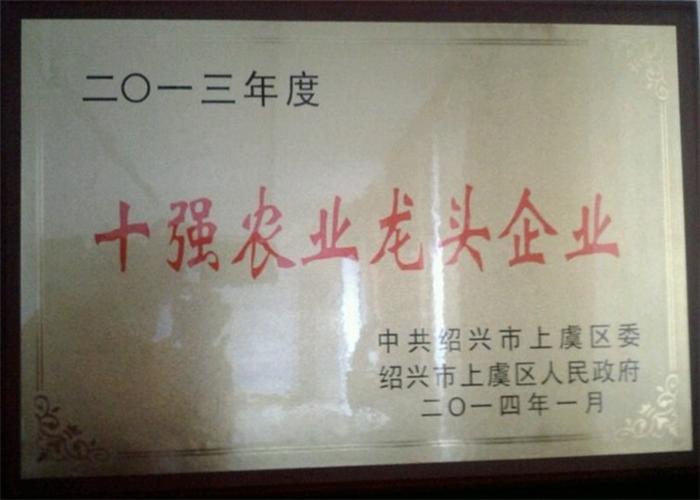 二〇一三年度
十强农业龙头企业
中共绍兴市上虞区委
绍兴市上虞区人民政府
二〇一四年一月